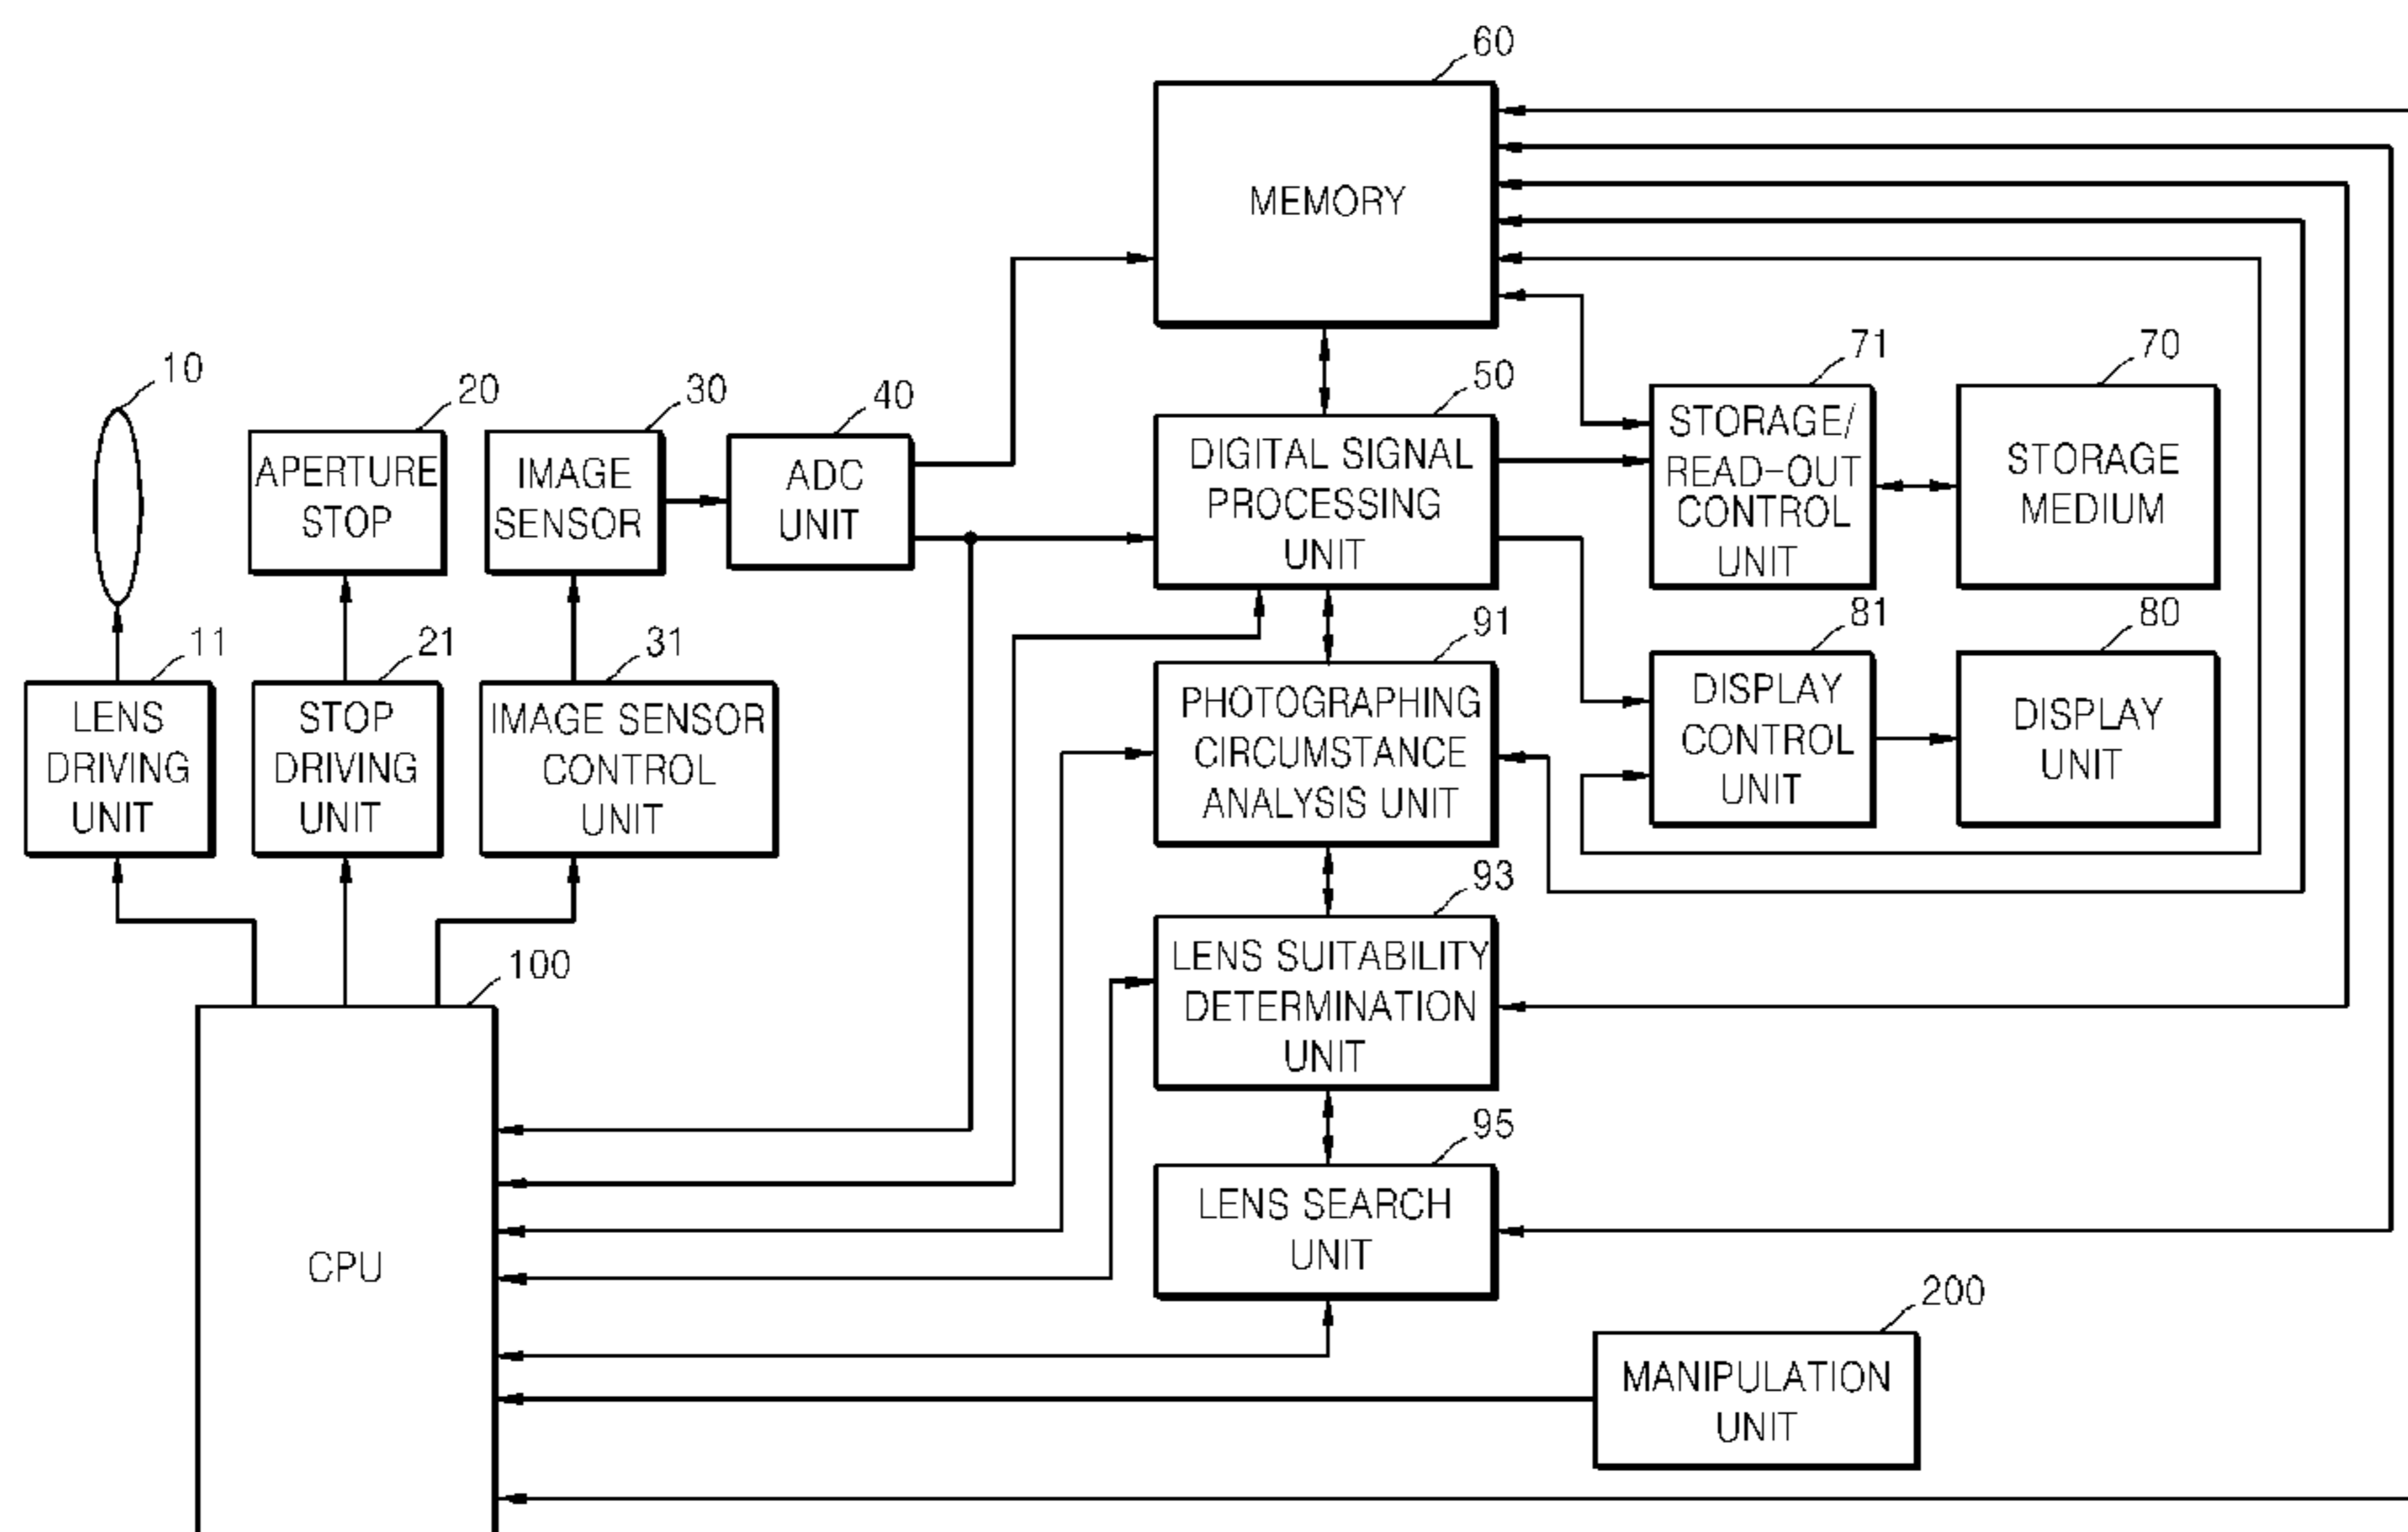 60
MEMORY
10
20
APERTURE
STOP
30
IMAGE
SENSOR
40
ADC
UNIT
50
DIGITAL SIGNAL
PROCESSING
UNIT
71
STORAGE/
READ-OUT
CONTROL
UNIT
70
STORAGE
MEDIUM
11
LENS
DRIVING
UNIT
21
STOP
DRIVING
UNIT
31
IMAGE SENSOR
CONTROL
UNIT
91
PHOTOGRAPHING
CIRCUMSTANCE
ANALYSIS UNIT
81
DISPLAY
CONTROL
UNIT
80
DISPLAY
UNIT
93
LENS SUITABILITY
DETERMINATION
UNIT
100
CPU
95
LENS SEARCH
UNIT
200
MANIPULATION
UNIT